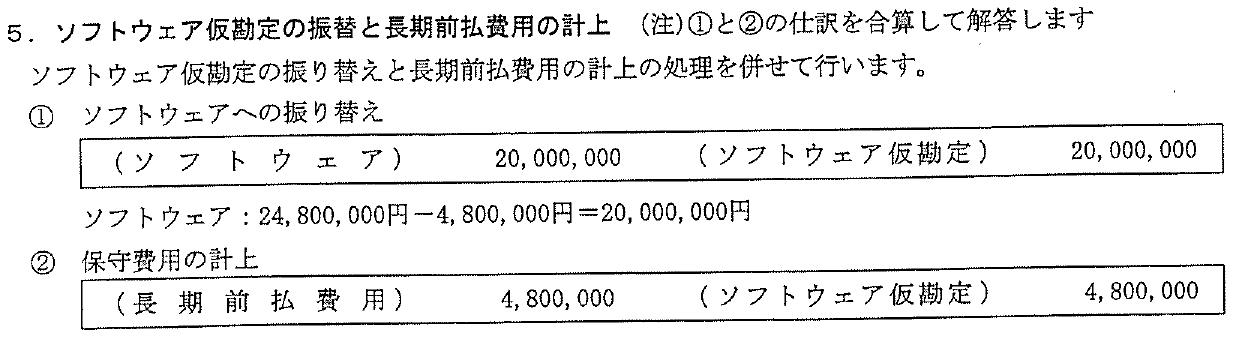 5．ソフトウェア仮勘定の振替と長期前払費用の計上　(注)①と②の仕訳を合算して解答します
ソフトウェア仮勘定の振り替えと長期前払費用の計上の処理を併せて行います。
①　ソフトウェアへの振り替え
(ソフトウェア)　20,000,000　(ソフトウェア仮勘定)　20,000,000
ソフトウェア：24,800,000円－4,800,000円＝20,000,000円
②　保守費用の計上
(長期前払費用)　4,800,000　(ソフトウェア仮勘定)　4,800,000